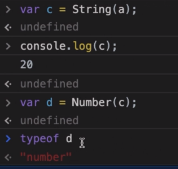 > var c = String(a);
<· undefined
> console.log(c);
20
<· undefined
> var d = Number(c);
<· undefined
> typeof d
<· "number"